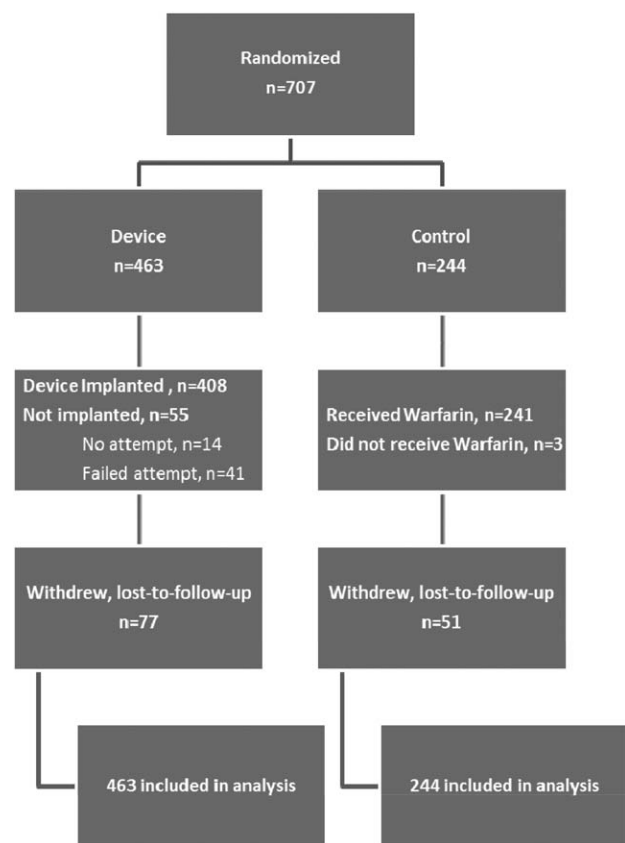 Randomized
n=707
Device
n=463
Control
n=244
Device Implanted , n=408
Not implanted, n=55
No attempt, n=14
Failed attempt, n=41
Received Warfarin, n=241
Did not receive Warfarin, n=3
Withdrew, lost-to-follow-up
n=77
Withdrew, lost-to-follow-up
n=51
463 included in analysis
244 included in analysis